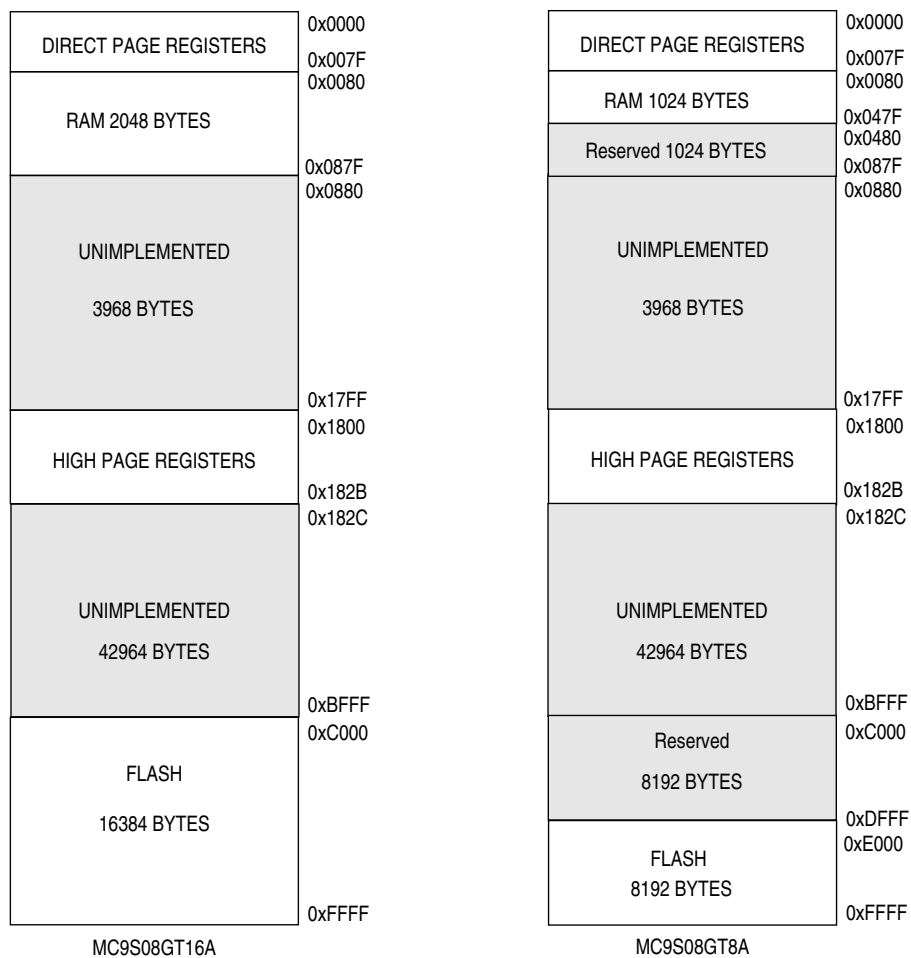 DIRECT PAGE REGISTERS
0x0000
0x007F
0x0080
RAM 2048 BYTES
0x087F
0x0880
UNIMPLEMENTED
3968 BYTES
0x17FF
0x1800
HIGH PAGE REGISTERS
0x182B
0x182C
UNIMPLEMENTED
42964 BYTES
0xBFFF
0xC000
FLASH
16384 BYTES
0xFFFF
MC9S08GT16A
0x0000
DIRECT PAGE REGISTERS
0x007F
0x0080
RAM 1024 BYTES
0x047F
0x0480
Reserved 1024 BYTES
0x087F
0x0880
UNIMPLEMENTED
3968 BYTES
0x17FF
0x1800
HIGH PAGE REGISTERS
0x182B
0x182C
UNIMPLEMENTED
42964 BYTES
0xBFFF
0xC000
Reserved
8192 BYTES
0xDFFF
0xE000
FLASH
8192 BYTES
0xFFFF
MC9S08GT8A